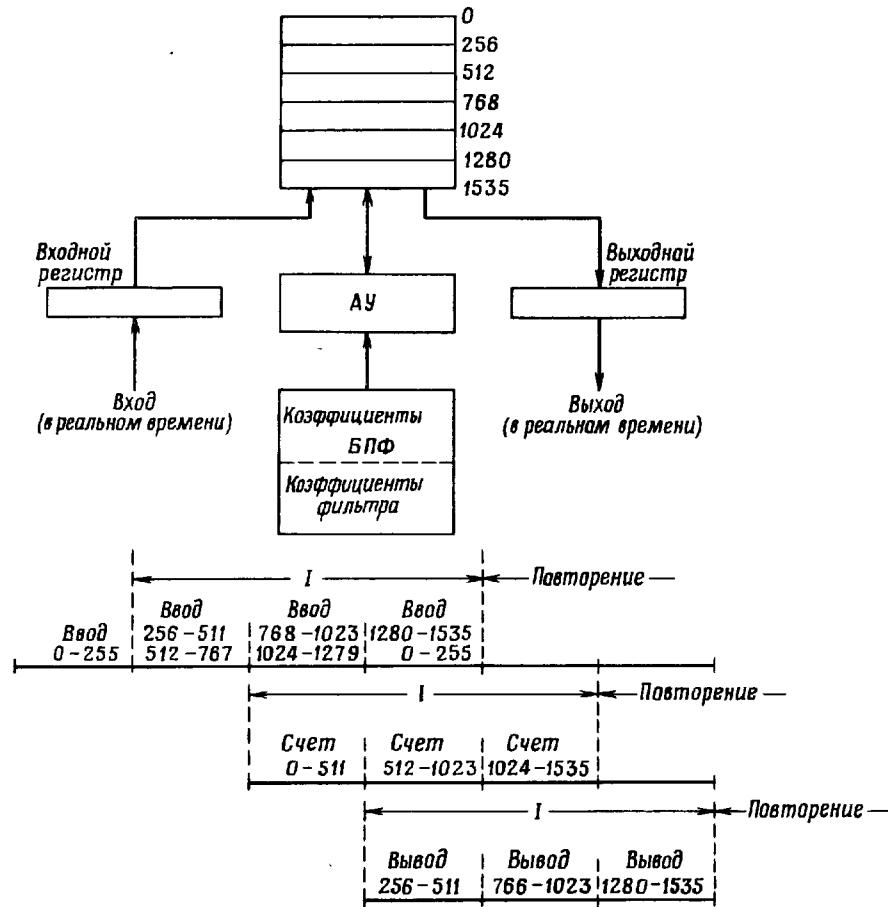 0
256
512
768
1024
1280
1535
Входной
регистр
Выходнай
регистр
АУ
Вход
(в реальном времени)
Выход
(в реальнам времени)
Коэффициенты
БПФ
Коэффициенты
фильтра
I
Повторение
Ввод
0-255
Ввод
256-511
512-767
Ввод
768-1023
1024-1279
Ввод
1280-1535
0-255
I
Повторение
Счет
0-511
Счет
512-1023
Счет
1024-1535
I
Повторение
Вывод
256-511
Вывод
766-1023
Вывод
1280-1535